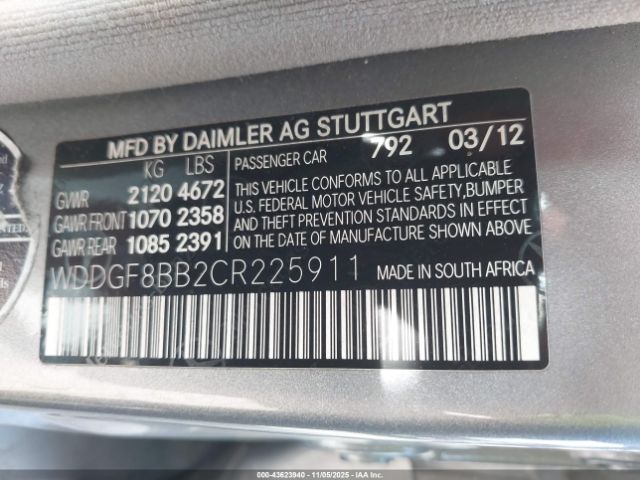 MFD BY DAIMLER AG STUTTGART
KG LBS
GVWR 2120 4672
GAWR FRONT 1070 2358
GAWR REAR 1085 2391
PASSENGER CAR 792 03/12
THIS VEHICLE CONFORMS TO ALL APPLICABLE
U.S. FEDERAL MOTOR VEHICLE SAFETY,BUMPER
AND THEFT PREVENTION STANDARDS IN EFFECT
ON THE DATE OF MANUFACTURE SHOWN ABOVE
WDDGF8BB2CR225911 MADE IN SOUTH AFRICA
000-43623940 - 11/05/2025 - IAAI.COM